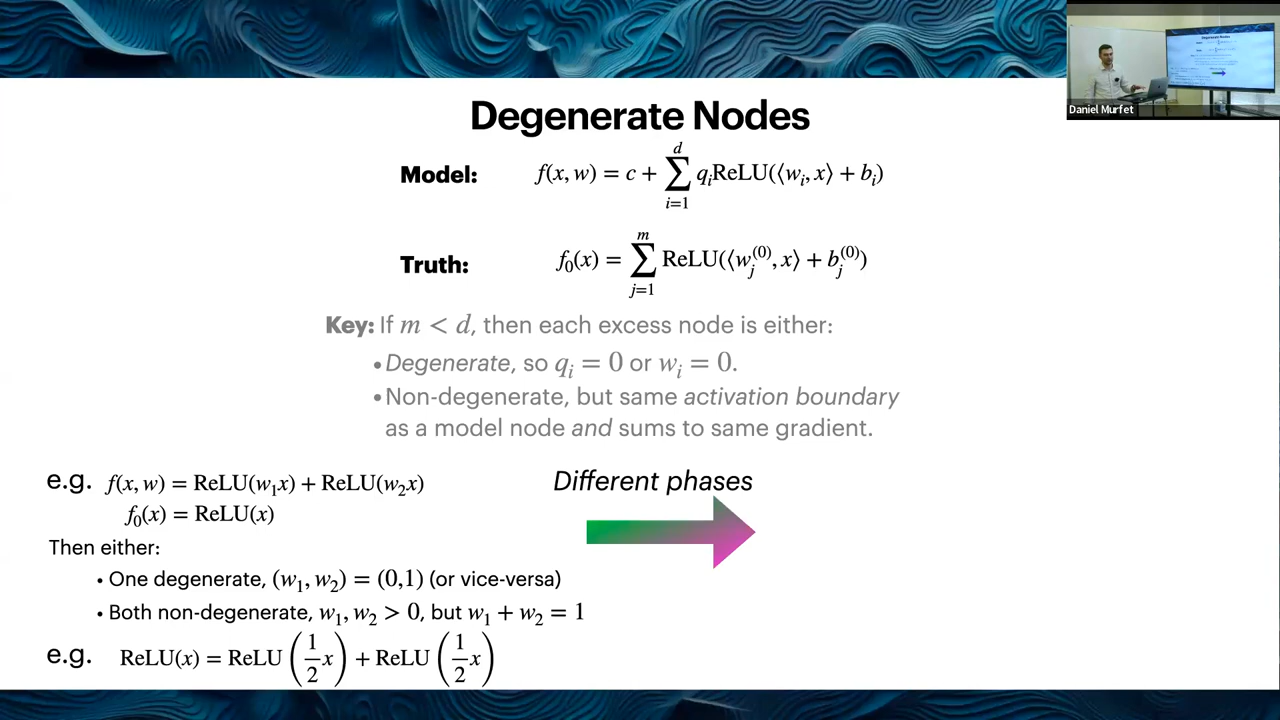 Degenerate Nodes
Daniel Murfet
Model: f(x, w) = c + \sum_{i=1}^{d} q_i ReLU(⟨w_i, x⟩ + b_i)
Truth: f_0(x) = \sum_{j=1}^{m} ReLU(⟨w_j^{(0)}, x⟩ + b_j^{(0)})
Key: If m < d, then each excess node is either:
• Degenerate, so q_i = 0 or w_i = 0.
• Non-degenerate, but same activation boundary
as a model node and sums to same gradient.
e.g. f(x, w) = ReLU(w_1x) + ReLU(w_2x)
f_0(x) = ReLU(x)
Then either:
• One degenerate, (w_1, w_2) = (0,1) (or vice-versa)
• Both non-degenerate, w_1, w_2 > 0, but w_1 + w_2 = 1
e.g. ReLU(x) = ReLU(\frac{1}{2}x) + ReLU(\frac{1}{2}x)
Different phases